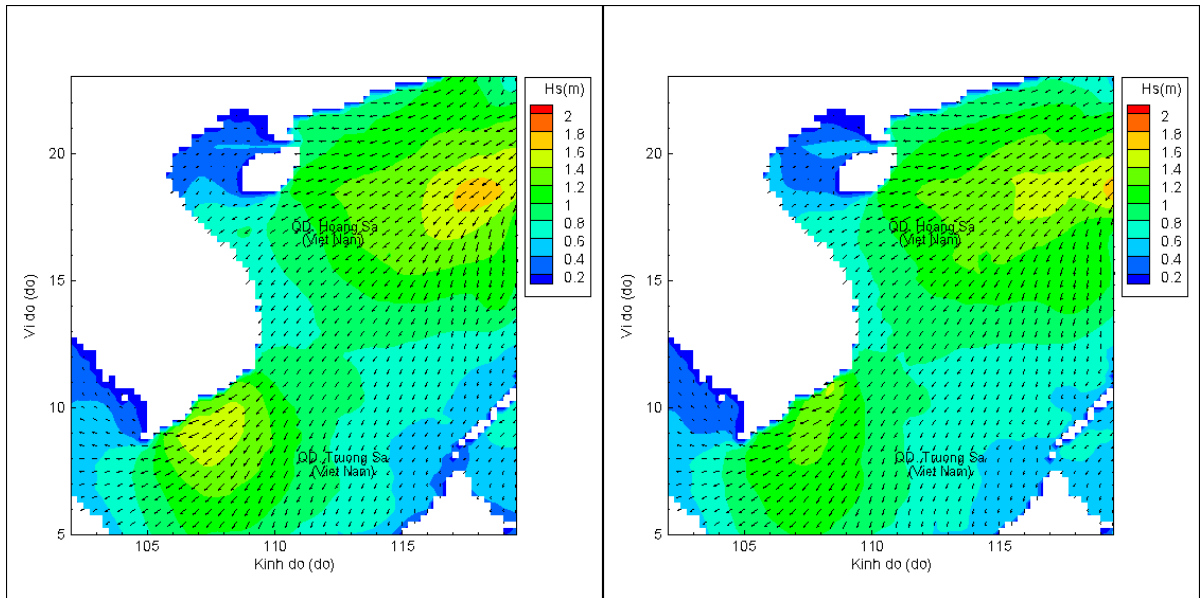 Hs(m)
2
1.8
1.6
1.4
1.2
1
0.8
0.6
0.4
0.2
20
15
10
5
Vi do (do)
QD. Hoang Sa
(Viet Nam)
QD. Truong Sa
(Viet Nam)
105
110
115
Kinh do (do)
Hs(m)
2
1.8
1.6
1.4
1.2
1
0.8
0.6
0.4
0.2
20
15
10
5
Vi do (do)
QD. Hoang Sa
(Viet Nam)
QD. Truong Sa
(Viet Nam)
105
110
115
Kinh do (do)